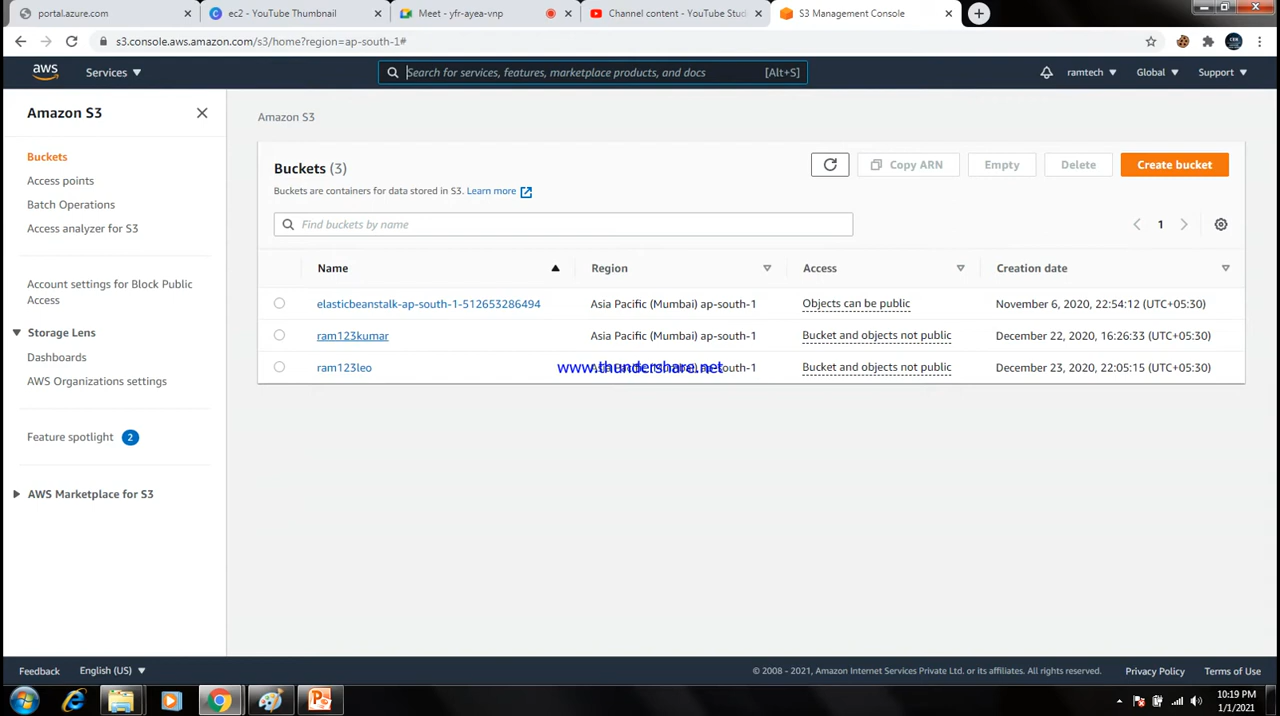 portal.azure.com
ec2 - YouTube Thumbnail
Meet - yfr-ayea-vop
Channel content - YouTube Stud
S3 Management Console
s3.console.aws.amazon.com/s3/home?region=ap-south-1#
aws
Services
Search for services, features, marketplace products, and docs
[Alt+S]
ramtech
Global
Support
Amazon S3
Buckets
Access points
Batch Operations
Access analyzer for S3
Account settings for Block Public
Access
Storage Lens
Dashboards
AWS Organizations settings
Feature spotlight 2
AWS Marketplace for S3
Amazon S3
Buckets (3)
Buckets are containers for data stored in S3. Learn more
Copy ARN
Empty
Delete
Create bucket
Find buckets by name
1
Name Region Access Creation date
elasticbeanstalk-ap-south-1-512653286494 Asia Pacific (Mumbai) ap-south-1 Objects can be public November 6, 2020, 22:54:12 (UTC+05:30)
ram123kumar Asia Pacific (Mumbai) ap-south-1 Bucket and objects not public December 22, 2020, 16:26:33 (UTC+05:30)
ram123leo Asia Pacific (Mumbai) ap-south-1 Bucket and objects not public December 23, 2020, 22:05:15 (UTC+05:30)
www.thundershare.net
Feedback
English (US)
© 2008 - 2021, Amazon Internet Services Private Ltd. or its affiliates. All rights reserved.
Privacy Policy
Terms of Use
10:19 PM
1/1/2021